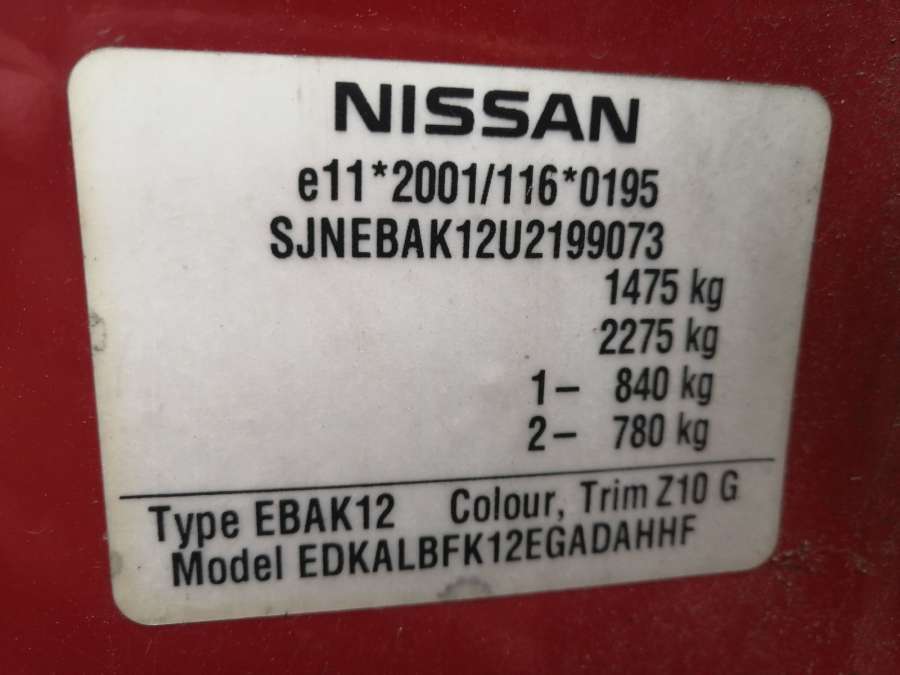 NISSAN
e11*2001/116*0195
SJNEBAK12U2199073
1475 kg
2275 kg
1- 840 kg
2- 780 kg
Type EBAK12 Colour, Trim Z10 G
Model EDKALBFK12EGADAHHF